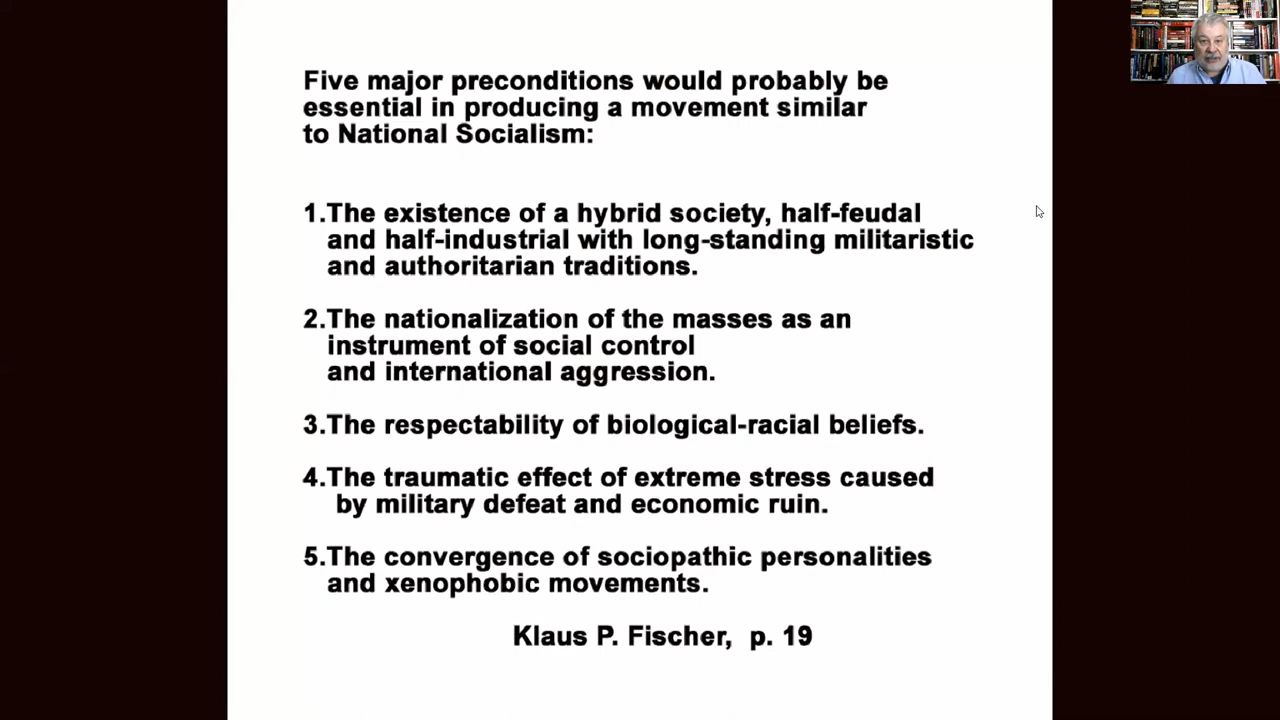 Five major preconditions would probably be
essential in producing a movement similar
to National Socialism:
1.The existence of a hybrid society, half-feudal
and half-industrial with long-standing militaristic
and authoritarian traditions.
2.The nationalization of the masses as an
instrument of social control
and international aggression.
3.The respectability of biological-racial beliefs.
4.The traumatic effect of extreme stress caused
by military defeat and economic ruin.
5.The convergence of sociopathic personalities
and xenophobic movements.
Klaus P. Fischer, p. 19